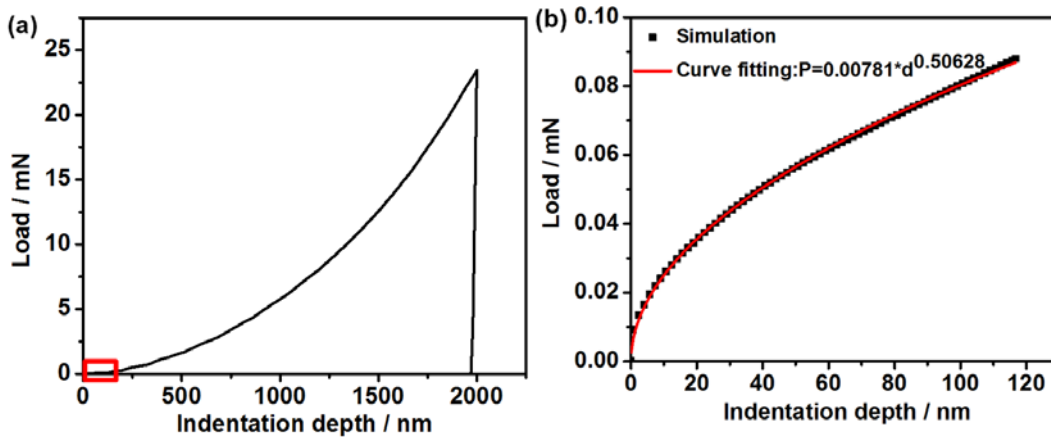 (a)
25
20
15
10
5
0
Load / mN
0 500 1000 1500 2000
Indentation depth / nm
(b)
0.10
0.08
0.06
0.04
0.02
0.00
Load / mN
Simulation
Curve fitting:P=0.00781*d^0.50628
0 20 40 60 80 100 120
Indentation depth / nm